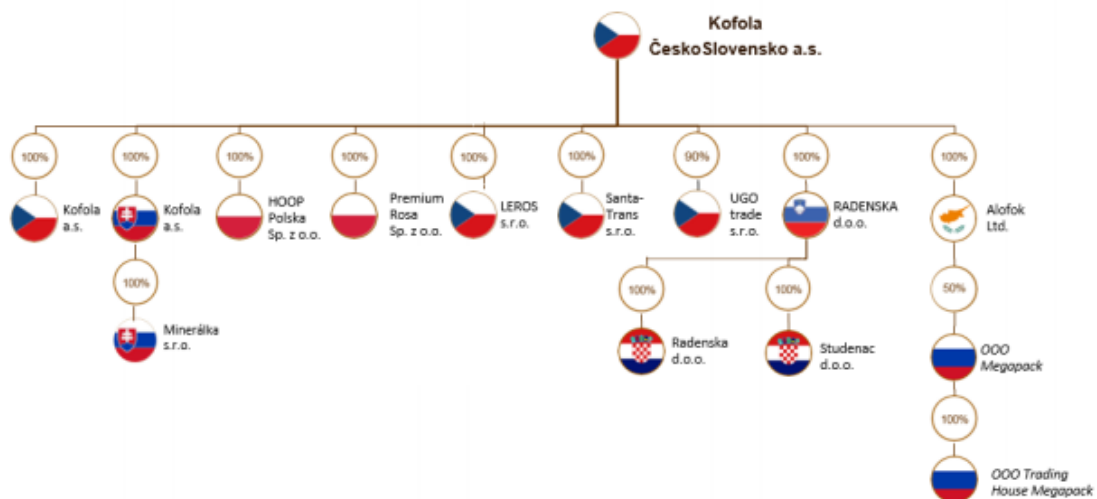 Kofola
ČeskoSlovensko a.s.
100%
100%
100%
100%
100%
100%
90%
100%
100%
Kofola
a.s.
Kofola
a.s.
HOOP
Polska
Sp. z o.o.
Premium
Rosa
Sp. z o.o.
LEROS
s.r.o.
Santa-
Trans
s.r.o.
UGO
trade
s.r.o.
RADENSKA
d.o.o.
Alofok
Ltd.
100%
100%
100%
50%
Minerálka
s.r.o.
Radenska
d.o.o.
Studenac
d.o.o.
OOO
Megapack
100%
OOO Trading
House Megapack